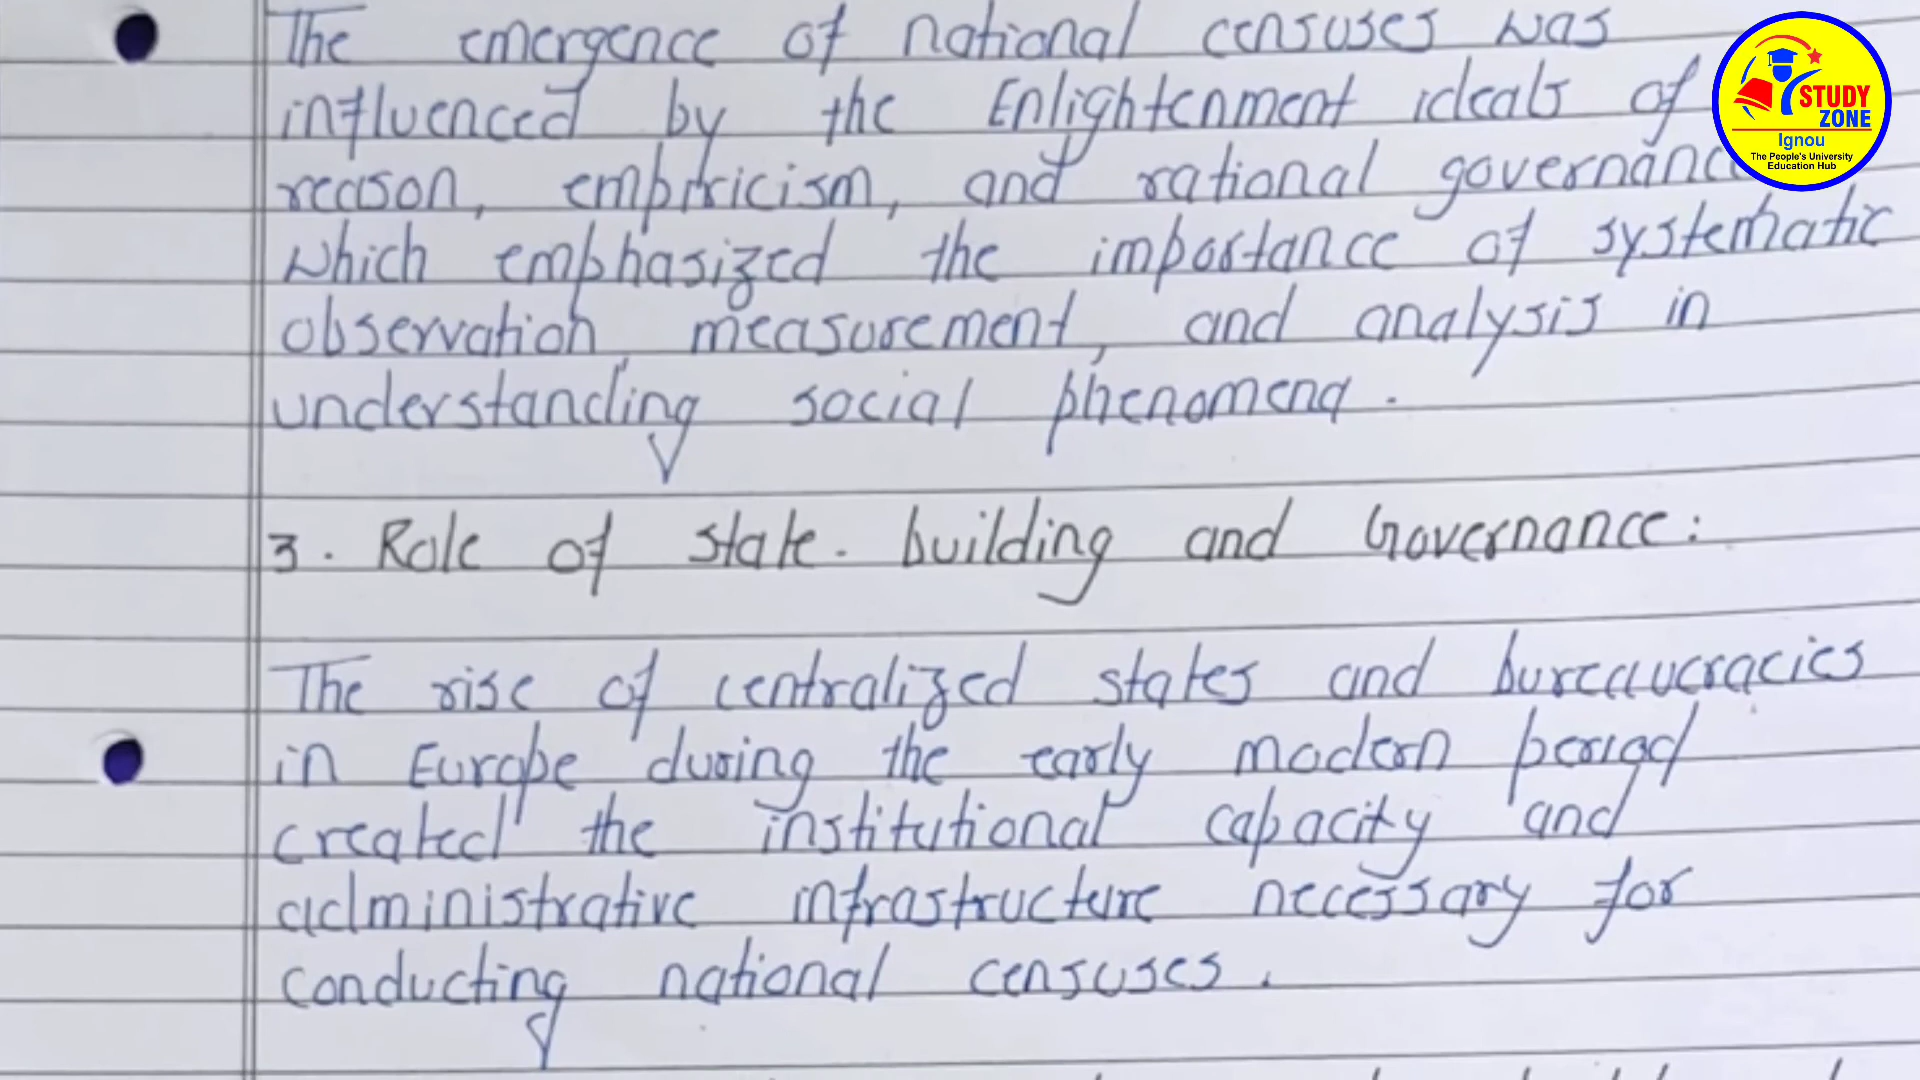 The emergence of national censuses was
influenced by the Enlightenment ideals of
reason, empiricism, and rational governanc
which emphasized the importance of systematic
observation, measurement, and analysis in
understanding social phenomena.
3. Role of state-building and Governance:
The rise of centralized states and bureaucracies
in Europe during the early modern period
created the institutional capacity and
administrative infrastructure necessary for
conducting national censuses.
STUDY
ZONE
Ignou
The People's University
Education Hub